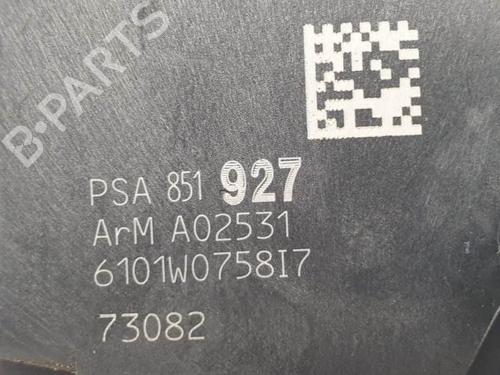 B-PARTS
PSA 851 927
ArM A02531
6101W0758I7
73082